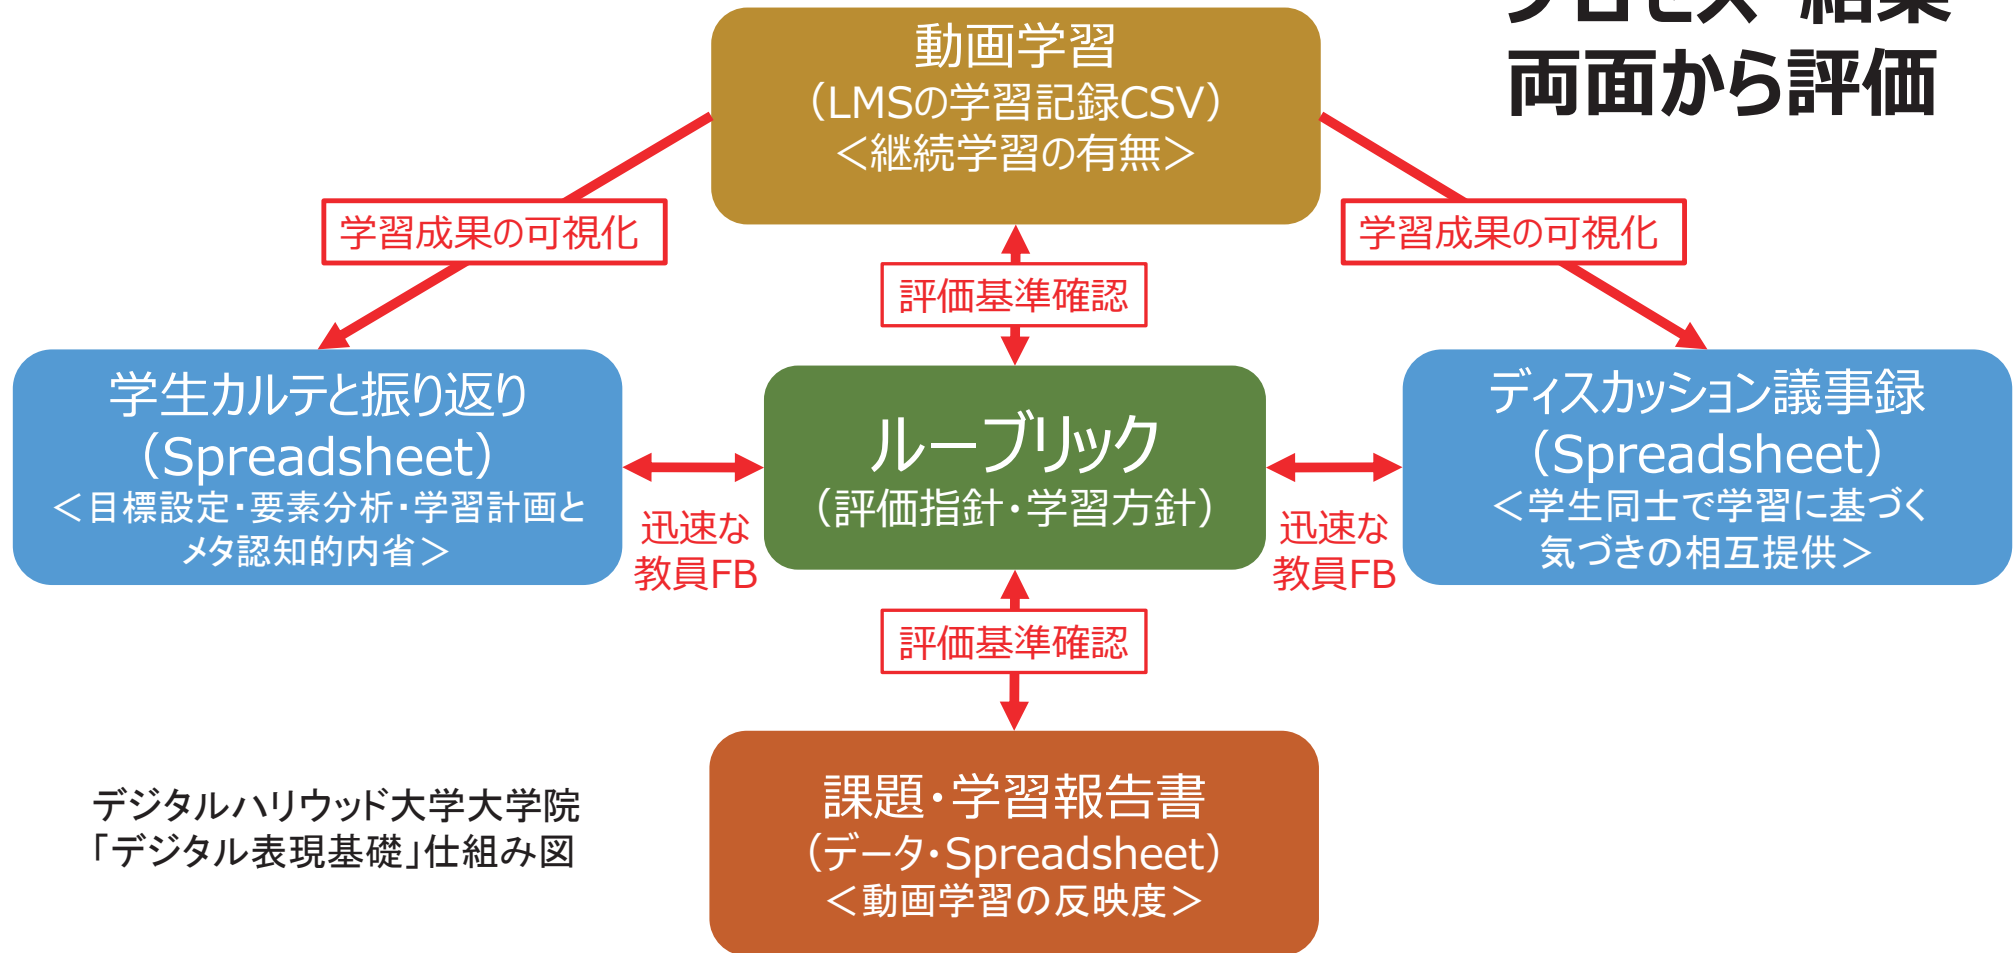 プロセス 結果
両面から評価
動画学習
(LMSの学習記録CSV)
＜継続学習の有無＞
学習成果の可視化
学習成果の可視化
評価基準確認
学生カルテと振り返り
(Spreadsheet)
＜目標設定・要素分析・学習計画と
メタ認知的内省＞
ルーブリック
(評価指針・学習方針)
ディスカッション議事録
(Spreadsheet)
＜学生同士で学習に基づく
気づきの相互提供＞
迅速な
教員FB
迅速な
教員FB
評価基準確認
課題・学習報告書
(データ・Spreadsheet)
＜動画学習の反映度＞
デジタルハリウッド大学大学院
「デジタル表現基礎」仕組み図